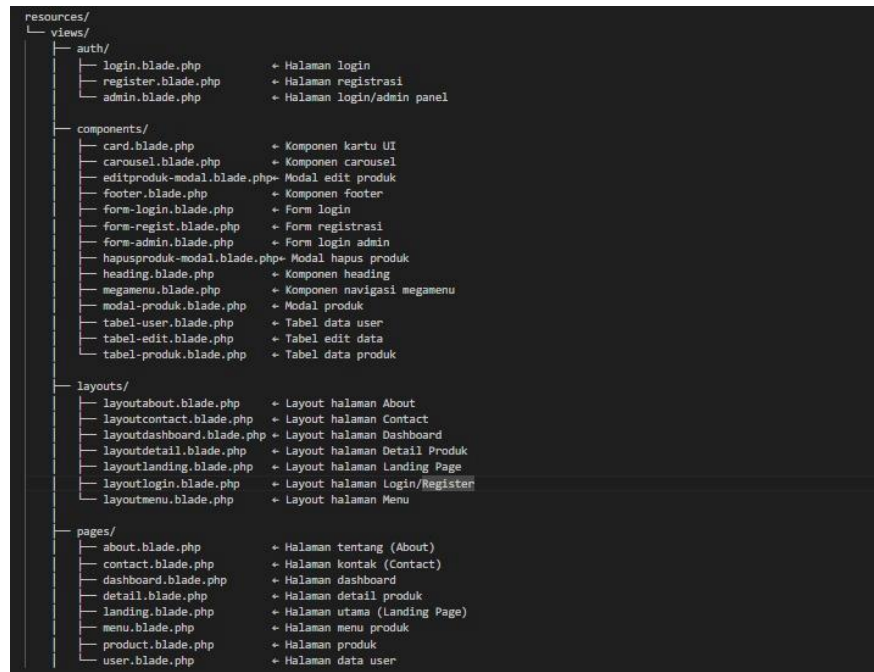 resources/
└── views/
    ├── auth/
    │   ├── login.blade.php          ← Halaman login
    │   ├── register.blade.php       ← Halaman registrasi
    │   └── admin.blade.php          ← Halaman login/admin panel
    │
    ├── components/
    │   ├── card.blade.php           ← Komponen kartu UI
    │   ├── carousel.blade.php       ← Komponen carousel
    │   ├── editproduk-modal.blade.php← Modal edit produk
    │   ├── footer.blade.php         ← Komponen footer
    │   ├── form-login.blade.php     ← Form login
    │   ├── form-regist.blade.php    ← Form registrasi
    │   ├── form-admin.blade.php     ← Form login admin
    │   ├── hapusproduk-modal.blade.php← Modal hapus produk
    │   ├── heading.blade.php        ← Komponen heading
    │   ├── megamenu.blade.php       ← Komponen navigasi megamenu
    │   ├── modal-produk.blade.php   ← Modal produk
    │   ├── tabel-user.blade.php     ← Tabel data user
    │   ├── tabel-edit.blade.php     ← Tabel edit data
    │   └── tabel-produk.blade.php   ← Tabel data produk
    │
    ├── layouts/
    │   ├── layoutabout.blade.php    ← Layout halaman About
    │   ├── layoutcontact.blade.php  ← Layout halaman Contact
    │   ├── layoutdashboard.blade.php ← Layout halaman Dashboard
    │   ├── layoutdetail.blade.php   ← Layout halaman Detail Produk
    │   ├── layoutlanding.blade.php  ← Layout halaman Landing Page
    │   ├── layoutlogin.blade.php    ← Layout halaman Login/Register
    │   └── layoutmenu.blade.php     ← Layout halaman Menu
    │
    ├── pages/
    │   ├── about.blade.php          ← Halaman tentang (About)
    │   ├── contact.blade.php        ← Halaman kontak (Contact)
    │   ├── dashboard.blade.php      ← Halaman dashboard
    │   ├── detail.blade.php         ← Halaman detail produk
    │   ├── landing.blade.php        ← Halaman utama (Landing Page)
    │   ├── menu.blade.php           ← Halaman menu produk
    │   ├── product.blade.php        ← Halaman produk
    │   └── user.blade.php           ← Halaman data user